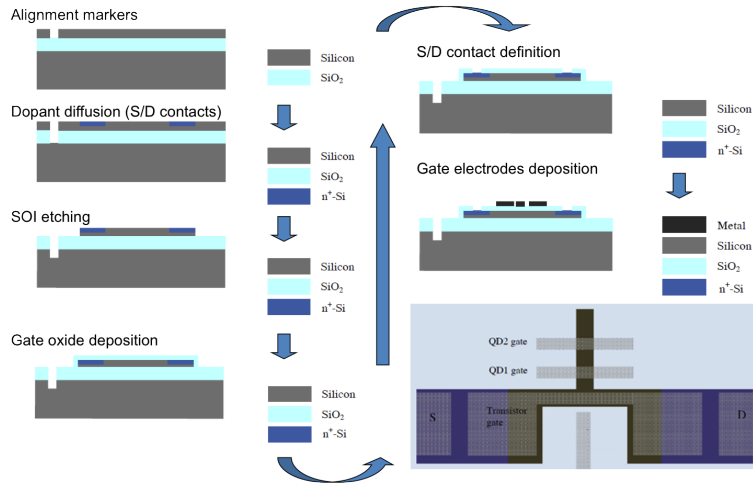 Alignment markers
Silicon
SiO2
Dopant diffusion (S/D contacts)
Silicon
SiO2
n+-Si
SOI etching
Silicon
SiO2
n+-Si
Gate oxide deposition
Silicon
SiO2
n+-Si
S/D contact definition
Silicon
SiO2
n+-Si
Gate electrodes deposition
Metal
Silicon
SiO2
n+-Si
QD2 gate
QD1 gate
S
Transistor
gate
D